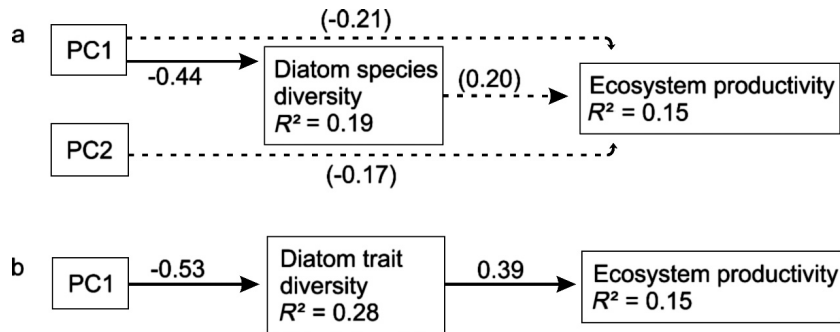 a
(-0.21)
PC1
-0.44
Diatom species
diversity
R² = 0.19
(0.20)
Ecosystem productivity
R² = 0.15
PC2
(-0.17)
b
PC1
-0.53
Diatom trait
diversity
R² = 0.28
0.39
Ecosystem productivity
R² = 0.15